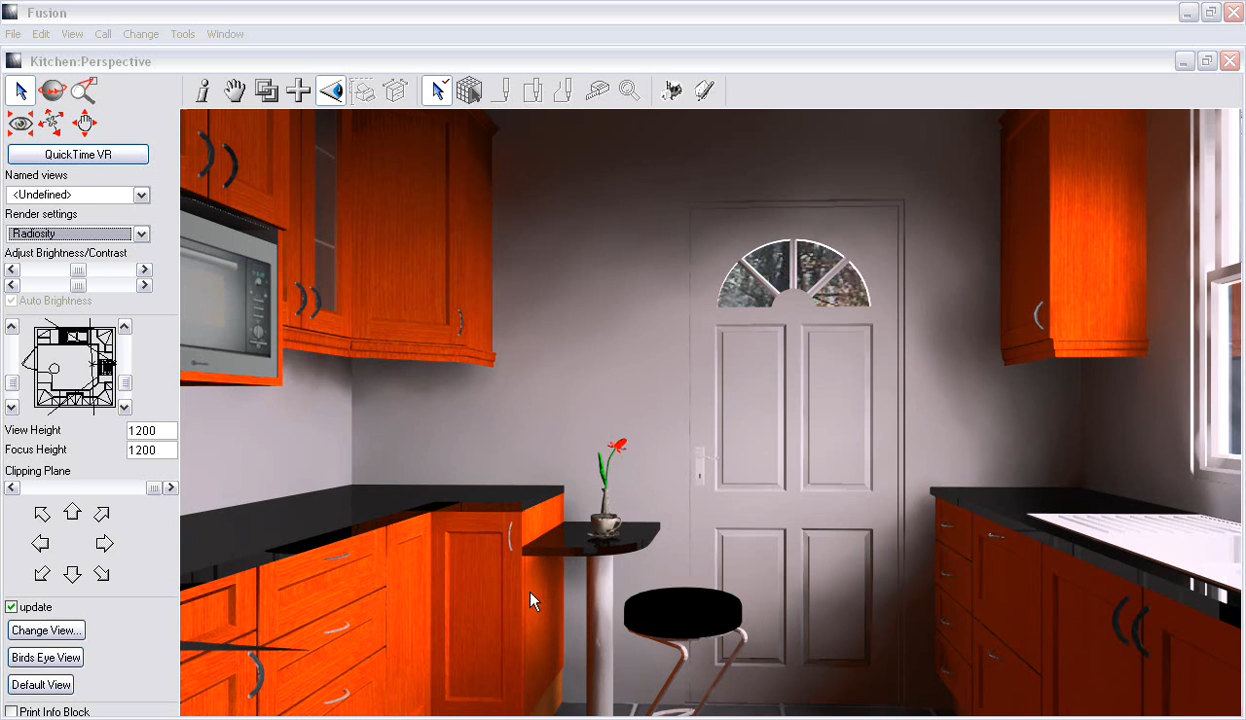 Fusion
File Edit View Call Change Tools Window
Kitchen:Perspective
QuickTime VR
Named views
<Undefined>
Render settings
Radiosity
Adjust Brightness/Contrast
Auto Brightness
View Height 1200
Focus Height 1200
Clipping Plane
update
Change View...
Birds Eye View
Default View
Print Info Block